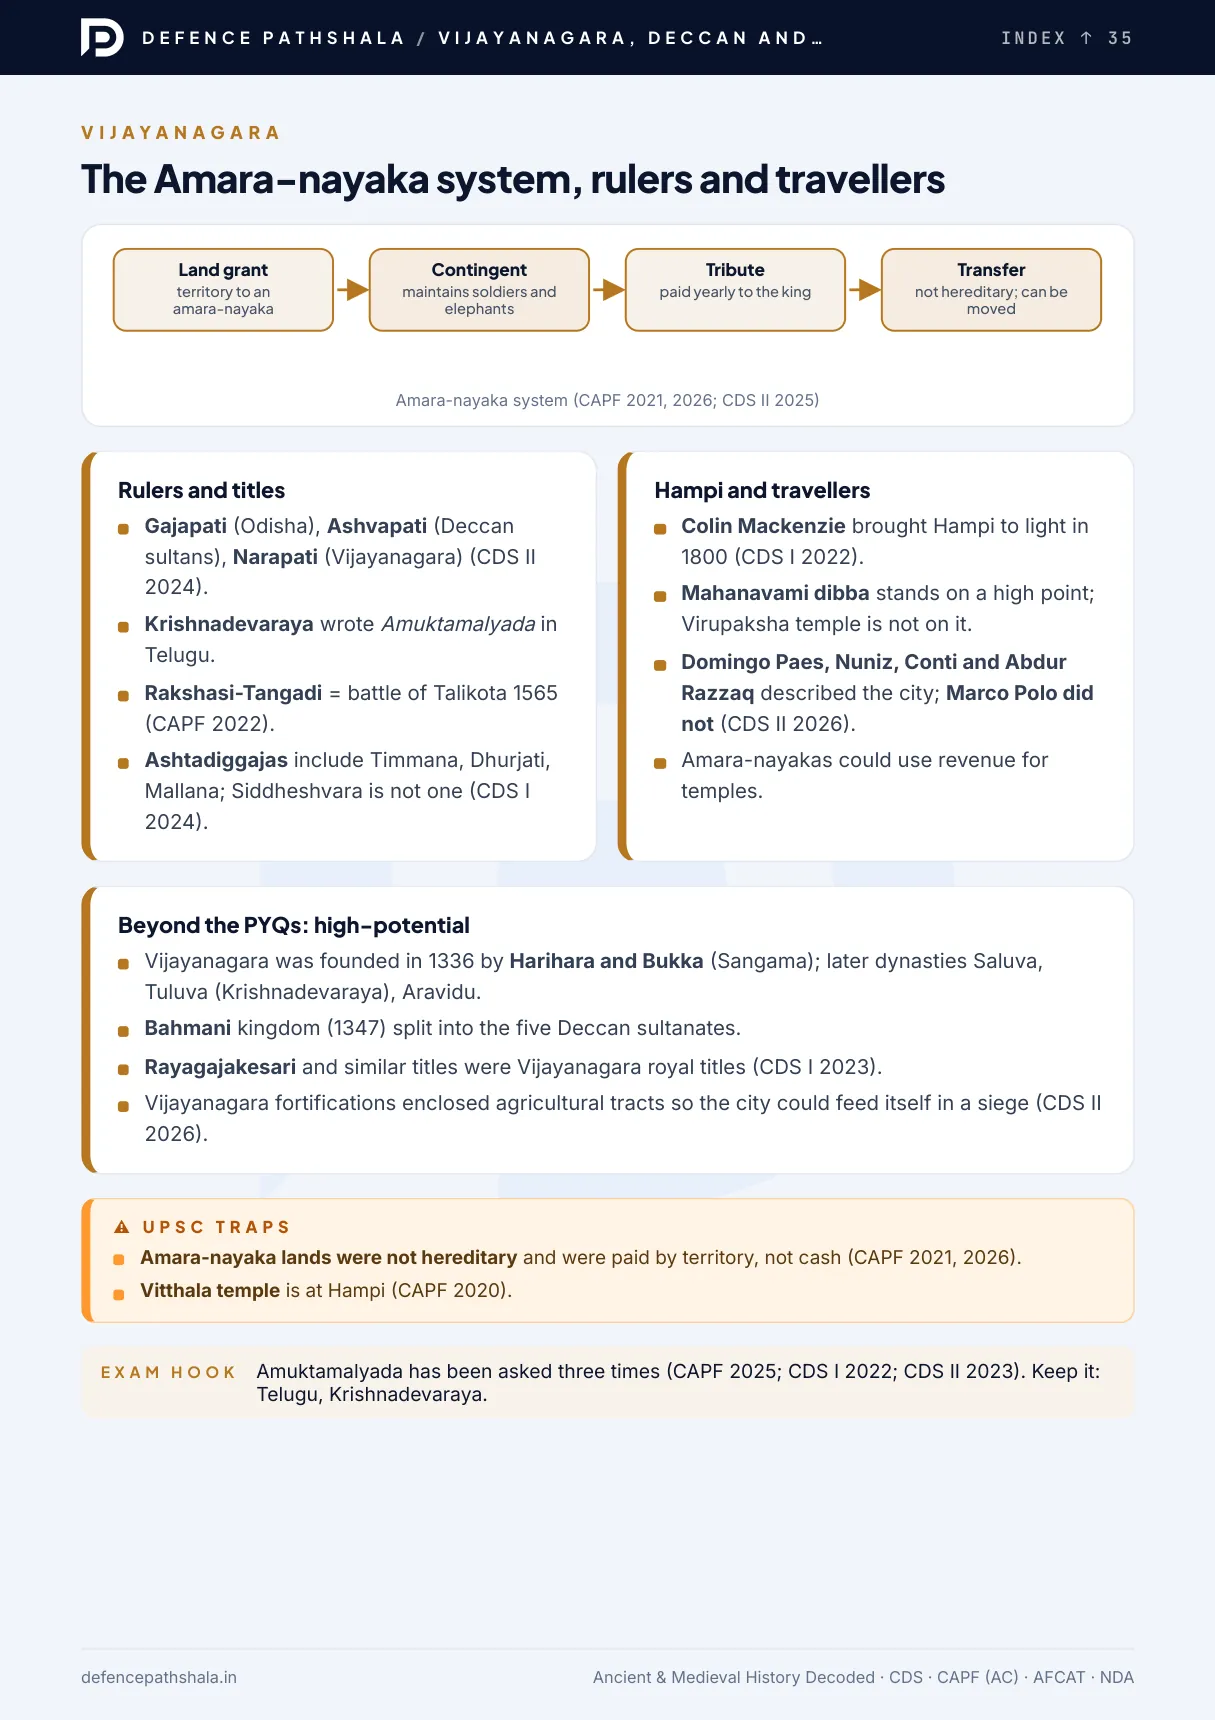 DEFENCE PATHSHALA / VIJAYANAGARA, DECCAN AND…
INDEX ↑ 35
VIJAYANAGARA
The Amara-nayaka system, rulers and travellers
Land grant
territory to an
amara-nayaka
Contingent
maintains soldiers and
elephants
Tribute
paid yearly to the king
Transfer
not hereditary; can be
moved
Amara-nayaka system (CAPF 2021, 2026; CDS II 2025)
Rulers and titles
Gajapati (Odisha), Ashvapati (Deccan
sultans), Narapati (Vijayanagara) (CDS II
2024).
Krishnadevaraya wrote Amuktamalyada in
Telugu.
Rakshasi-Tangadi = battle of Talikota 1565
(CAPF 2022).
Ashtadiggajas include Timmana, Dhurjati,
Mallana; Siddheshvara is not one (CDS I
2024).
Hampi and travellers
Colin Mackenzie brought Hampi to light in
1800 (CDS I 2022).
Mahanavami dibba stands on a high point;
Virupaksha temple is not on it.
Domingo Paes, Nuniz, Conti and Abdur
Razzaq described the city; Marco Polo did
not (CDS II 2026).
Amara-nayakas could use revenue for
temples.
Beyond the PYQs: high-potential
Vijayanagara was founded in 1336 by Harihara and Bukka (Sangama); later dynasties Saluva,
Tuluva (Krishnadevaraya), Aravidu.
Bahmani kingdom (1347) split into the five Deccan sultanates.
Rayagajakesari and similar titles were Vijayanagara royal titles (CDS I 2023).
Vijayanagara fortifications enclosed agricultural tracts so the city could feed itself in a siege (CDS II
2026).
⚠ UPSC TRAPS
Amara-nayaka lands were not hereditary and were paid by territory, not cash (CAPF 2021, 2026).
Vitthala temple is at Hampi (CAPF 2020).
EXAM HOOK
Amuktamalyada has been asked three times (CAPF 2025; CDS I 2022; CDS II 2023). Keep it:
Telugu, Krishnadevaraya.
defencepathshala.in
Ancient & Medieval History Decoded · CDS · CAPF (AC) · AFCAT · NDA